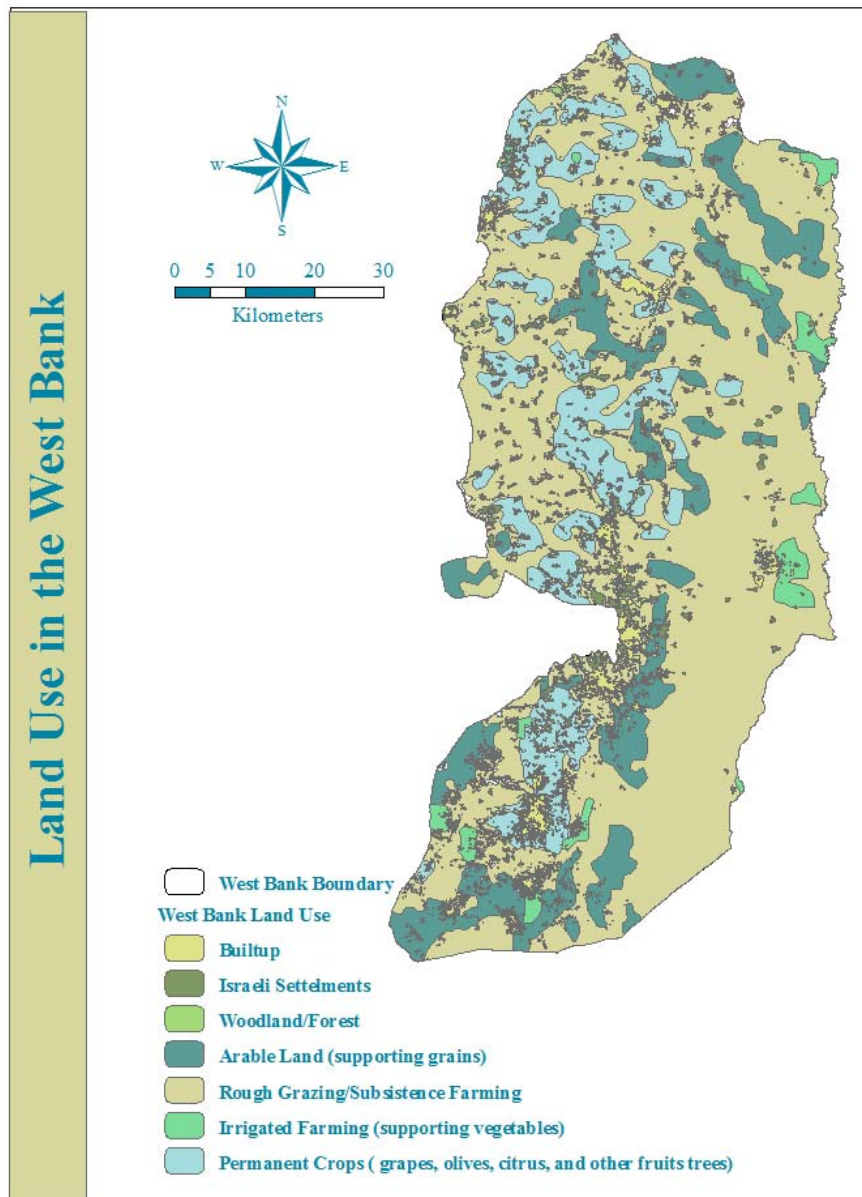 Land Use in the West Bank
N
W E
S
0 5 10 20 30
Kilometers
West Bank Boundary
West Bank Land Use
Builtup
Israeli Settelments
Woodland/Forest
Arable Land (supporting grains)
Rough Grazing/Subsistence Farming
Irrigated Farming (supporting vegetables)
Permanent Crops ( grapes, olives, citrus, and other fruits trees)